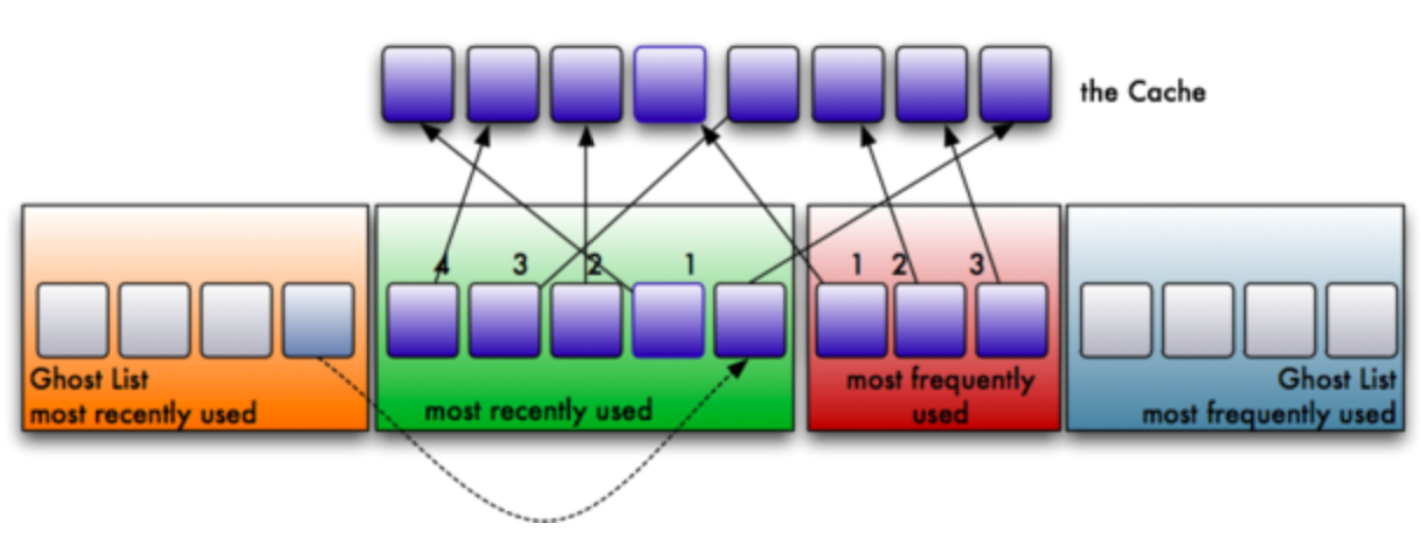 the Cache
4 3 2 1
1 2 3
Ghost List
most recently used
most recently used
most frequently
used
Ghost List
most frequently used